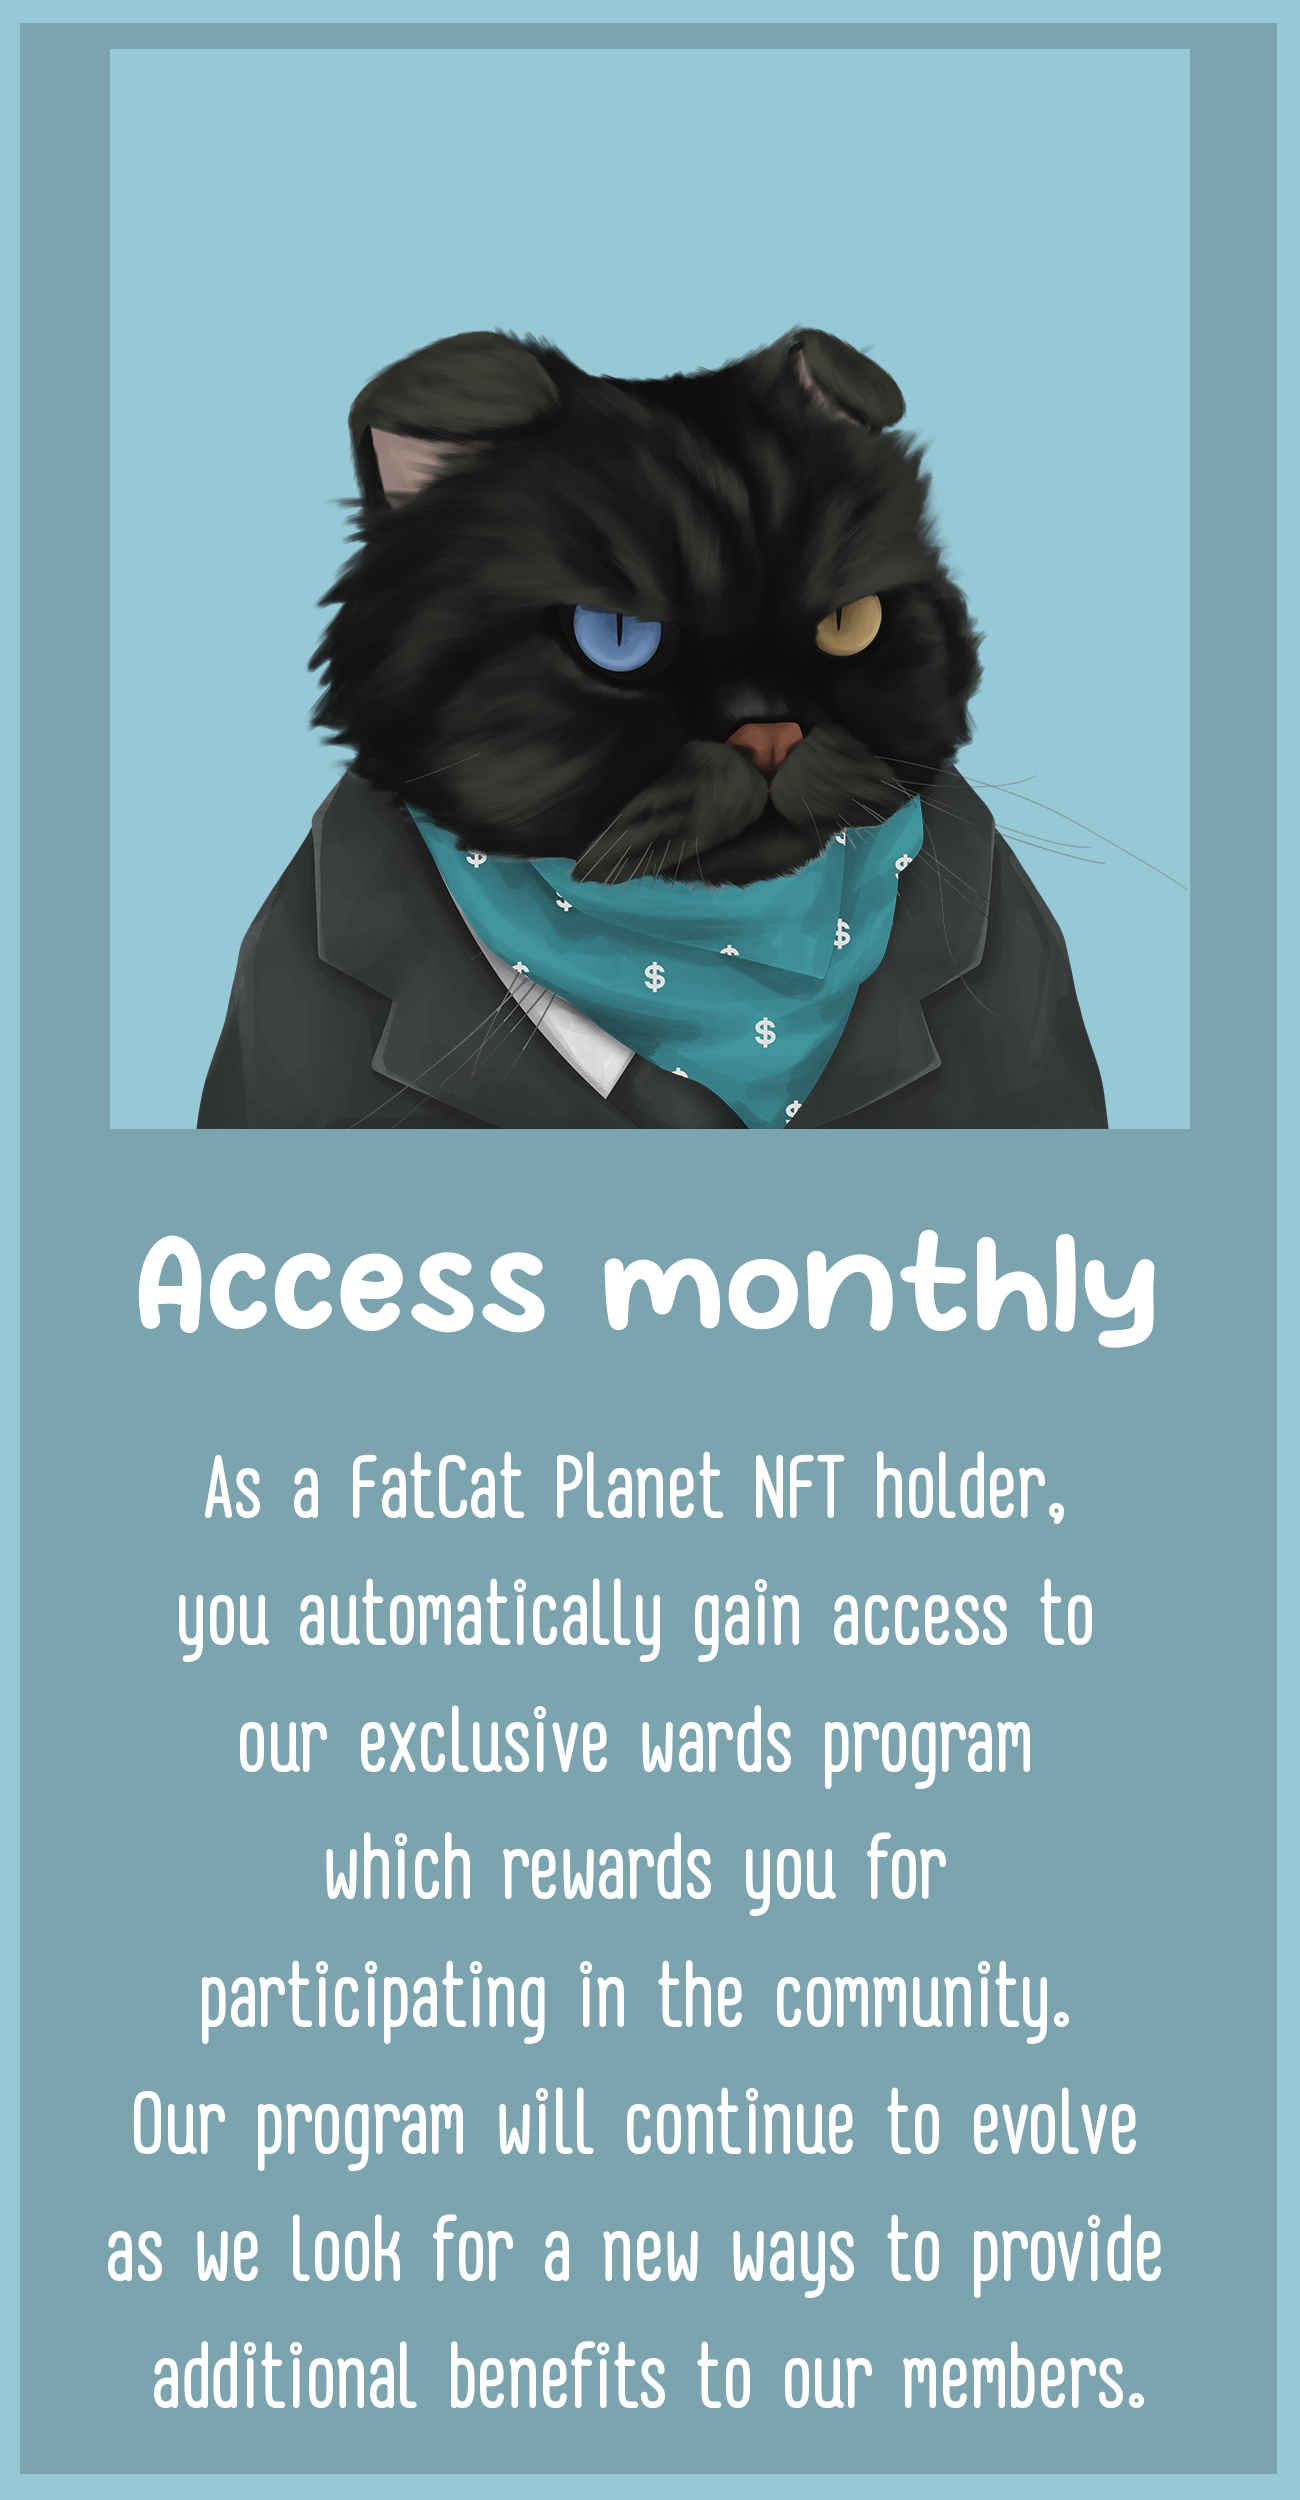 Access monthly
As a FatCat Planet NFT holder,
you automatically gain access to
our exclusive wards program
which rewards you for
participating in the community.
Our program will continue to evolve
as we look for a new ways to provide
additional benefits to our members.